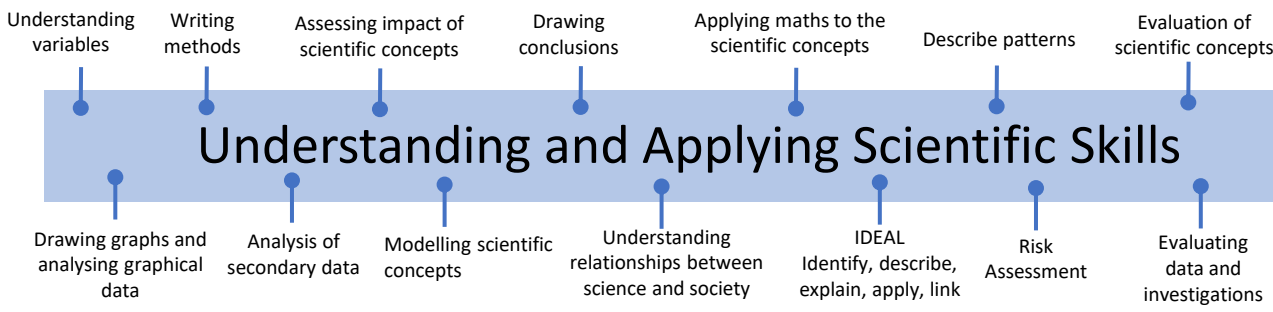 Understanding
variables
Writing
methods
Assessing impact of
scientific concepts
Drawing
conclusions
Applying maths to the
scientific concepts
Describe patterns
Evaluation of
scientific concepts
Understanding and Applying Scientific Skills
Drawing graphs and
analysing graphical
data
Analysis of
secondary data
Modelling scientific
concepts
Understanding
relationships between
science and society
IDEAL
Identify, describe,
explain, apply, link
Risk
Assessment
Evaluating
data and
investigations